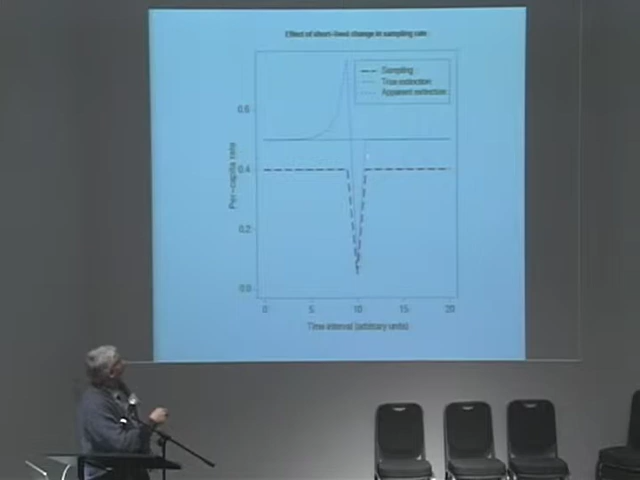 Effect of short-lived change in sampling rate
Sampling
True extinction
Apparent extinction
Per-capita rate
0.6
0.4
0.2
0.0
0
5
10
15
20
Time interval (arbitrary units)